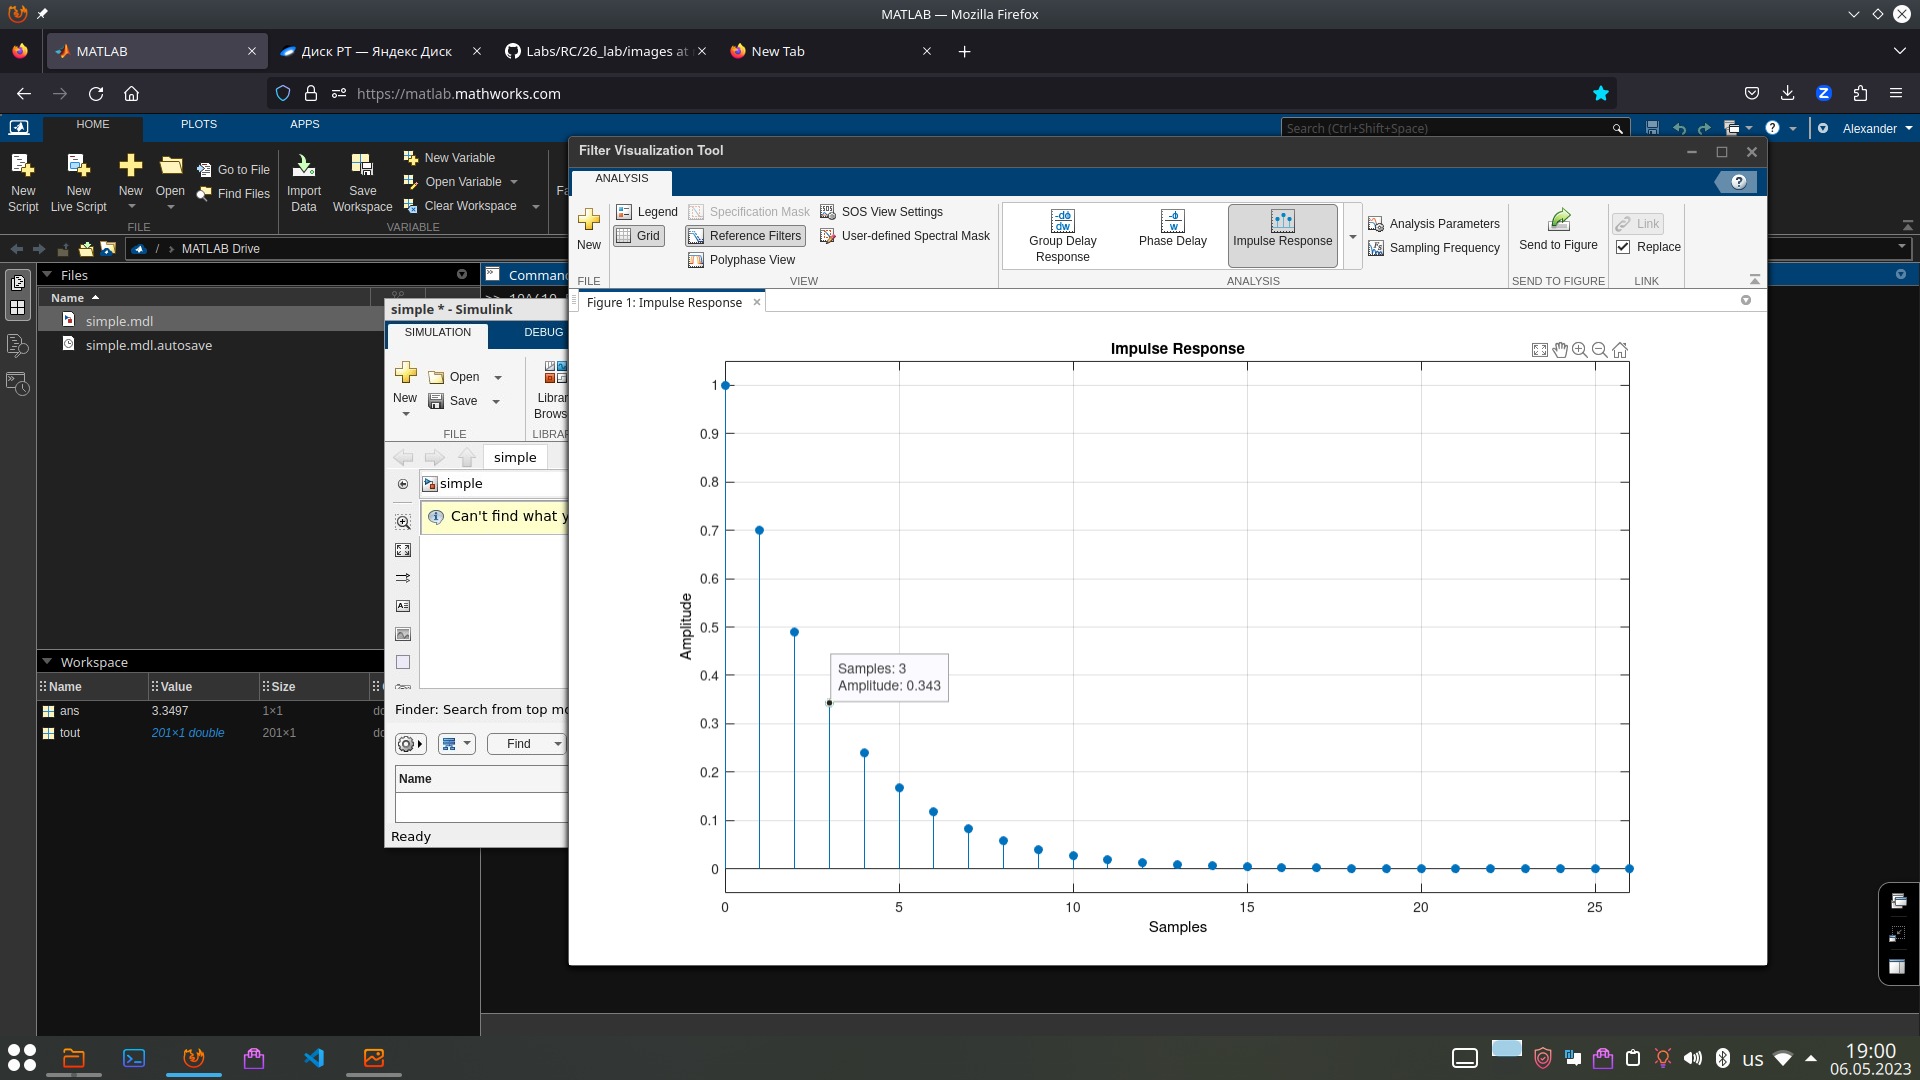 MATLAB — Mozilla Firefox
MATLAB
Диск РТ — Яндекс Диск
Labs/RC/26_lab/images at
New Tab
https://matlab.mathworks.com
HOME
PLOTS
APPS
Search (Ctrl+Shift+Space)
Alexander
New Script
New Live Script
New
Open
Go to File
Find Files
Import Data
Save Workspace
New Variable
Open Variable
Clear Workspace
FILE
VARIABLE
Fa
/ › MATLAB Drive
Files
Name
simple.mdl
simple.mdl.autosave
Workspace
Name
Value
Size
ans
3.3497
1×1
do
tout
201×1 double
201×1
do
Comman
simple * - Simulink
SIMULATION
DEBUG
New
Open
Save
Librar
Brows
FILE
LIBRAR
simple
simple
Can't find what y
Finder: Search from top mo
Find
Name
Ready
Filter Visualization Tool
ANALYSIS
New
Legend
Grid
Specification Mask
Reference Filters
Polyphase View
SOS View Settings
User-defined Spectral Mask
Group Delay Response
Phase Delay
Impulse Response
Analysis Parameters
Sampling Frequency
Send to Figure
Link
Replace
FILE
VIEW
ANALYSIS
SEND TO FIGURE
LINK
Figure 1: Impulse Response
Impulse Response
1
0.9
0.8
0.7
0.6
0.5
0.4
0.3
0.2
0.1
0
Amplitude
Samples: 3
Amplitude: 0.343
0
5
10
15
20
25
Samples
us
19:00
06.05.2023